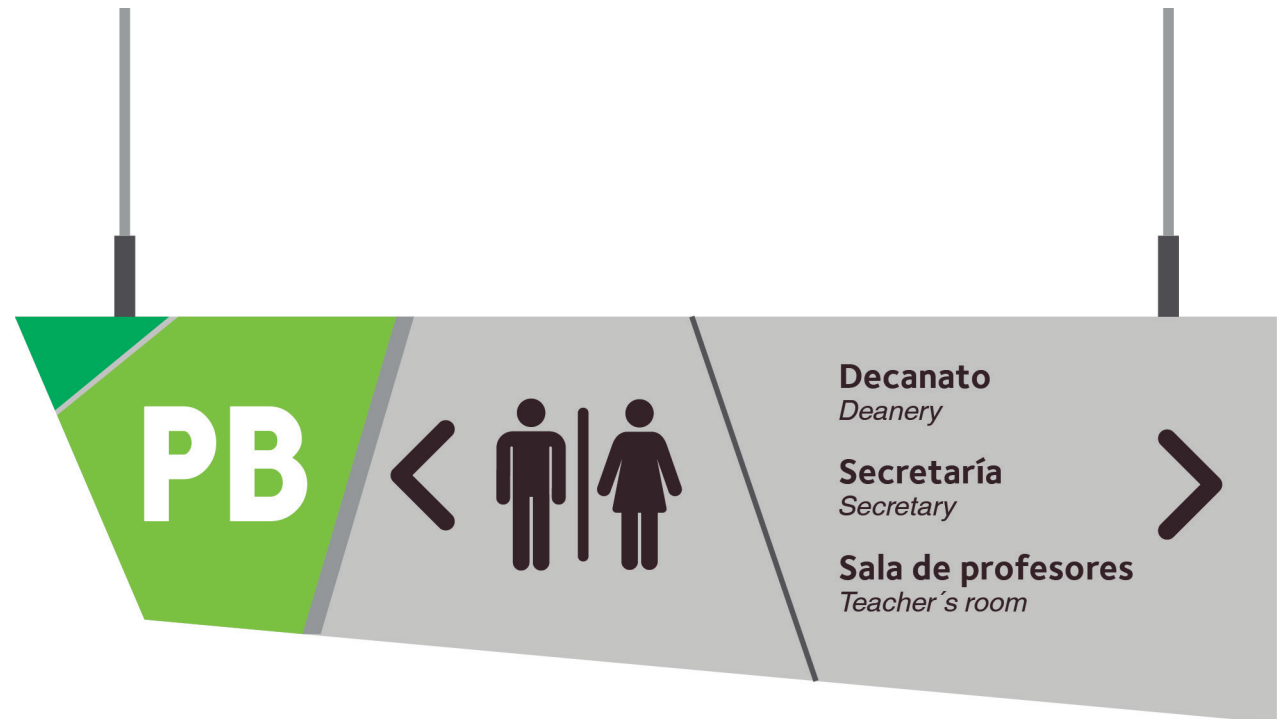 PB
Decanato
Deanery
Secretaría
Secretary
Sala de profesores
Teacher´s room